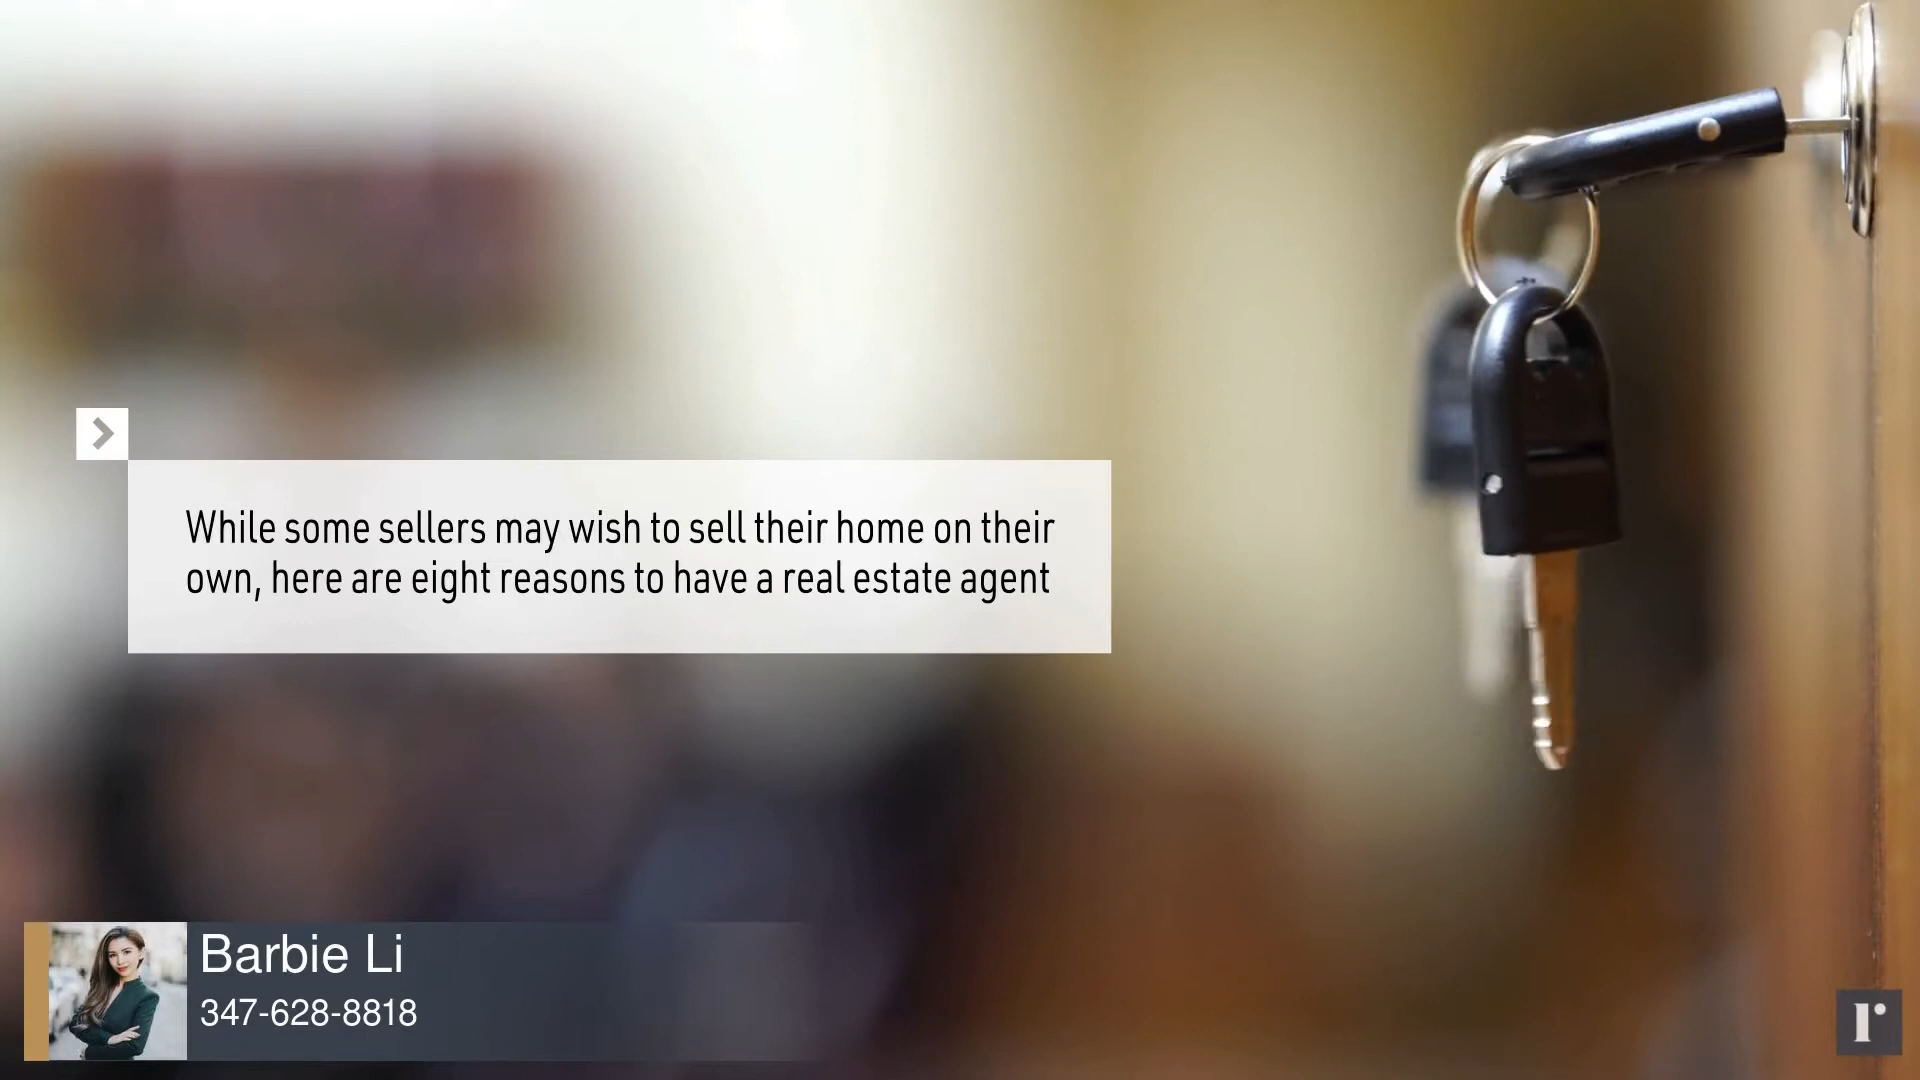 While some sellers may wish to sell their home on their
own, here are eight reasons to have a real estate agent
Barbie Li
347-628-8818
r